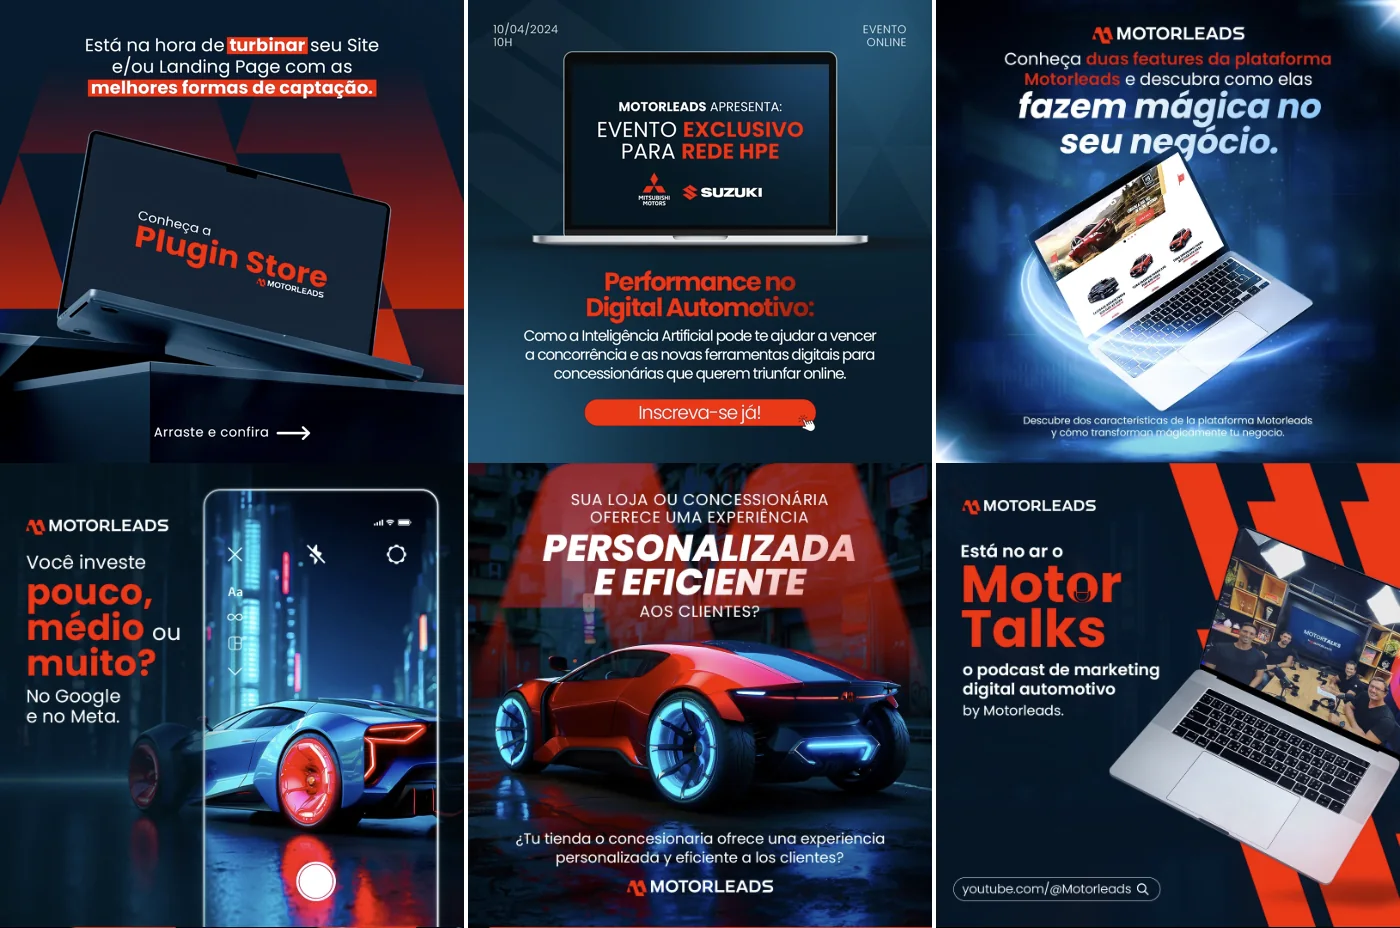 Está na hora de turbinar seu Site
e/ou Landing Page com as
melhores formas de captação.
Conheça a
Plugin Store
MOTORLEADS
Arraste e confira
10/04/2024
10H
EVENTO
ONLINE
MOTORLEADS APRESENTA:
EVENTO EXCLUSIVO
PARA REDE HPE
MITSUBISHI
MOTORS
SUZUKI
Performance no
Digital Automotivo:
Como a Inteligência Artificial pode te ajudar a vencer
a concorrência e as novas ferramentas digitais para
concessionárias que querem triunfar online.
Inscreva-se já!
MOTORLEADS
Conheça duas features da plataforma
Motorleads e descubra como elas
fazem mágica no
seu negócio.
Descubre dos características de la plataforma Motorleads
y cómo transforman mágicamente tu negocio.
MOTORLEADS
Você investe
pouco,
médio ou
muito?
No Google
e no Meta.
Aa
SUA LOJA OU CONCESSIONÁRIA
OFERECE UMA EXPERIÊNCIA
PERSONALIZADA
E EFICIENTE
AOS CLIENTES?
¿Tu tienda o concesionaria ofrece una experiencia
personalizada y eficiente a los clientes?
MOTORLEADS
MOTORLEADS
Está no ar o
Motor
Talks
o podcast de marketing
digital automotivo
by Motorleads.
MOTORTALKS
youtube.com/@Motorleads